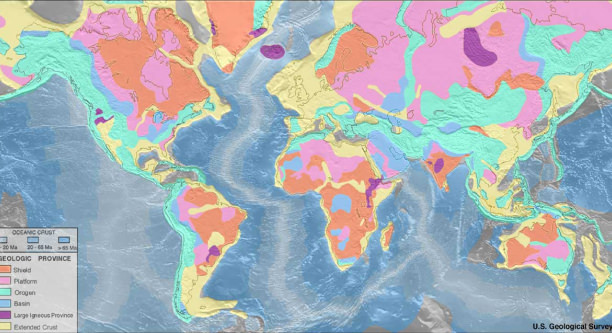 OCEANIC CRUST
20 Ma
20 - 65 Ma
> 65 Ma
GEOLOGIC PROVINCE
Shield
Platform
Orogen
Basin
Large Igneous Province
Extended Crust
U.S. Geological Survey